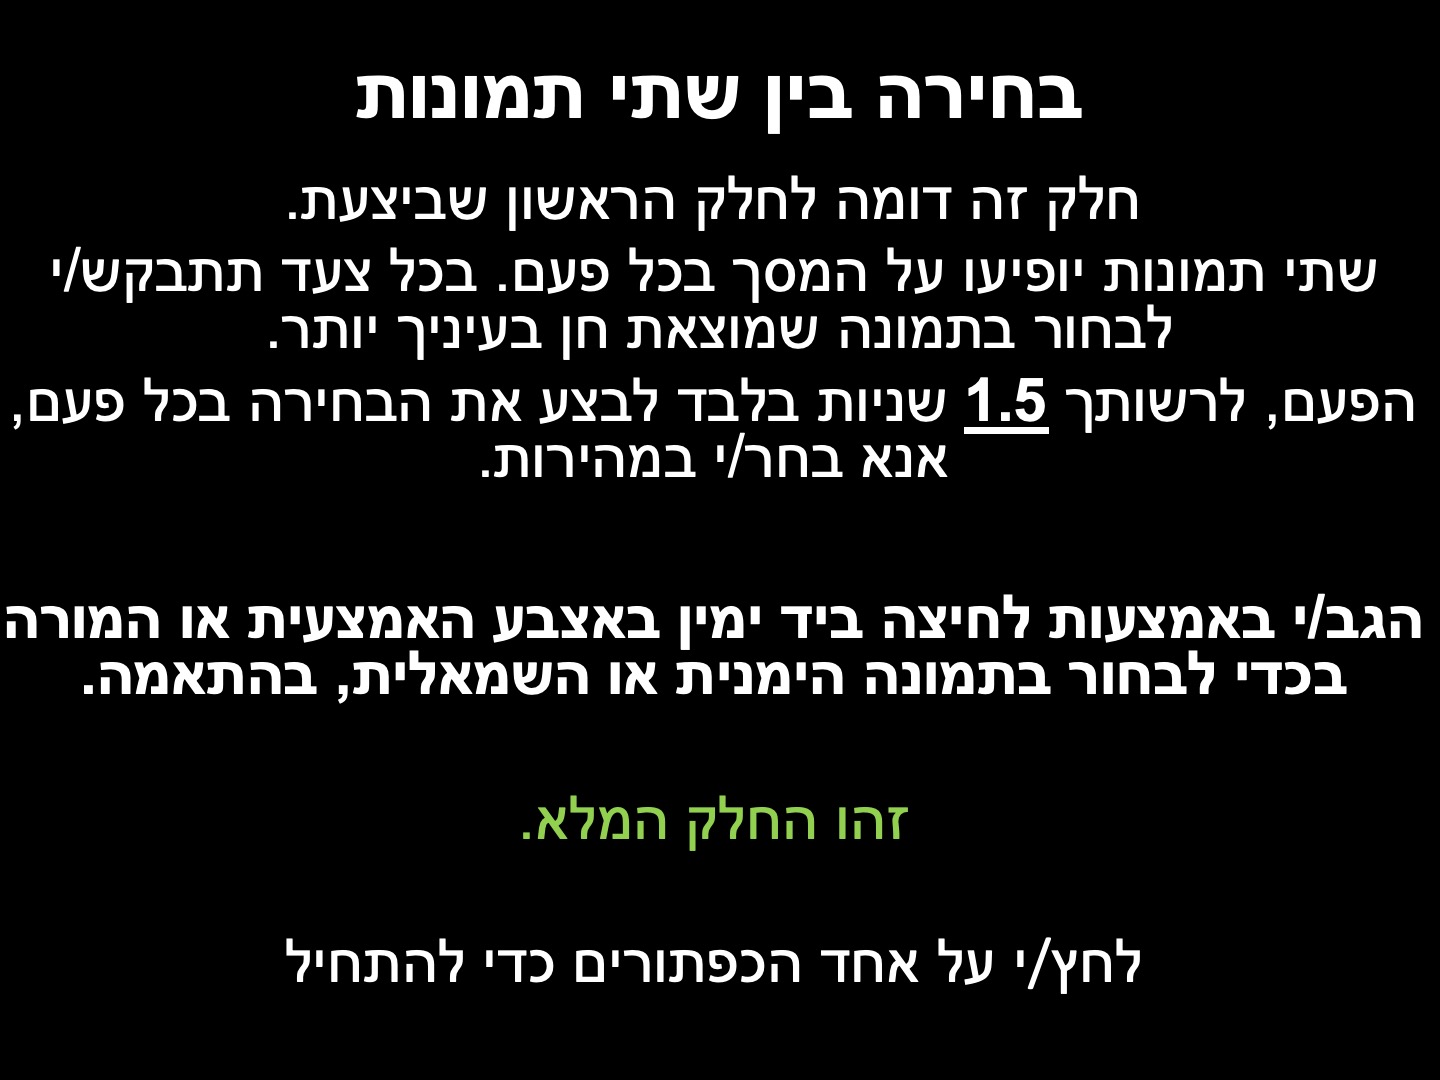 בחירה בין שתי תמונות
חלק זה דומה לחלק הראשון שביצעת.
שתי תמונות יופיעו על המסך בכל פעם. בכל צעד תתבקש/י
לבחור בתמונה שמוצאת חן בעיניך יותר.
הפעם, לרשותך 1.5 שניות בלבד לבצע את הבחירה בכל פעם,
אנא בחר/י במהירות.
הגב/י באמצעות לחיצה ביד ימין באצבע האמצעית או המורה
בכדי לבחור בתמונה הימנית או השמאלית, בהתאמה.
זהו החלק המלא.
לחץ/י על אחד הכפתורים כדי להתחיל